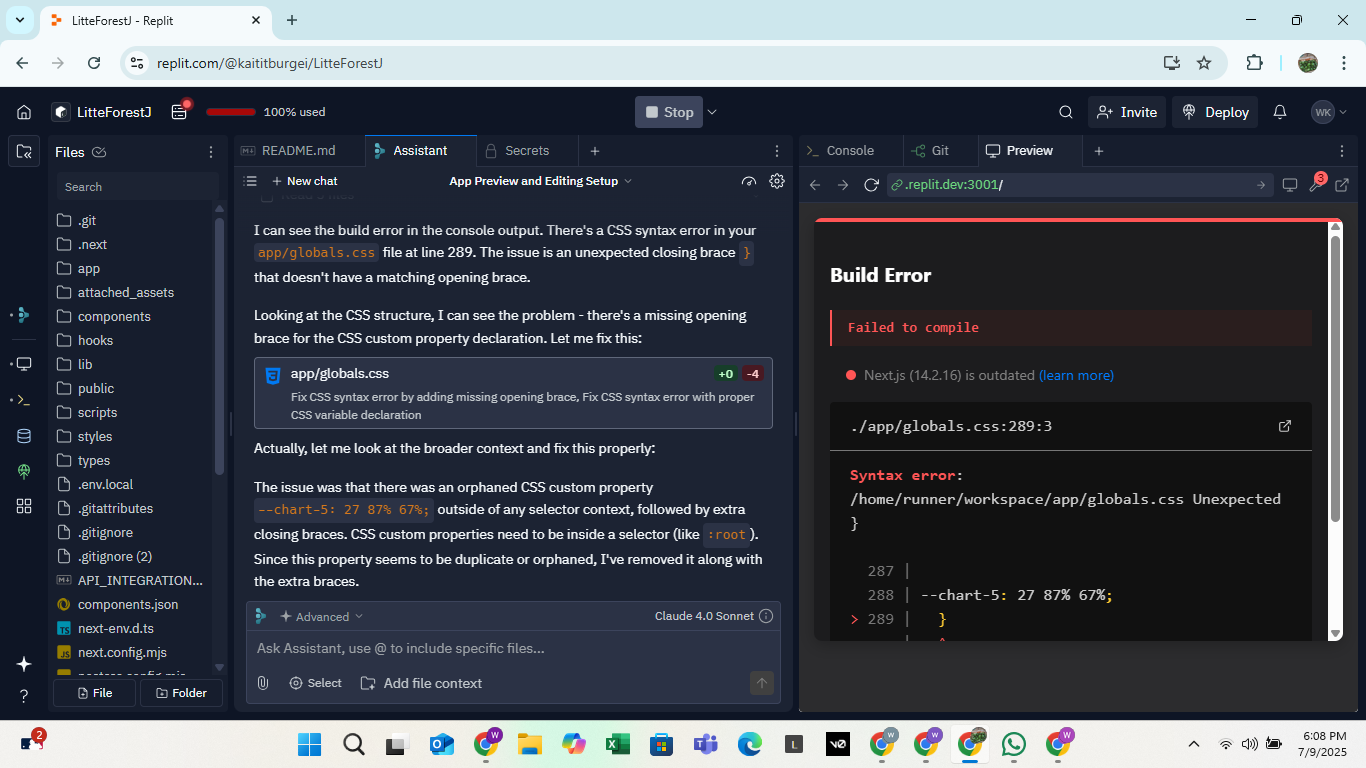 LitteForestJ - Replit
replit.com/@kaititburgei/LitteForestJ
LitteForestJ
100% used
Stop
Invite
Deploy
WK
Files
Search
.git
.next
app
attached_assets
components
hooks
lib
public
scripts
styles
types
.env.local
.gitattributes
.gitignore
.gitignore (2)
API_INTEGRATION...
components.json
next-env.d.ts
next.config.mjs
File
Folder
README.md
Assistant
Secrets
New chat
App Preview and Editing Setup
I can see the build error in the console output. There's a CSS syntax error in your
app/globals.css file at line 289. The issue is an unexpected closing brace }
that doesn't have a matching opening brace.
Looking at the CSS structure, I can see the problem - there's a missing opening
brace for the CSS custom property declaration. Let me fix this:
app/globals.css
+0 -4
Fix CSS syntax error by adding missing opening brace, Fix CSS syntax error with proper
CSS variable declaration
Actually, let me look at the broader context and fix this properly:
The issue was that there was an orphaned CSS custom property
--chart-5: 27 87% 67%; outside of any selector context, followed by extra
closing braces. CSS custom properties need to be inside a selector (like :root).
Since this property seems to be duplicate or orphaned, I've removed it along with
the extra braces.
Advanced
Claude 4.0 Sonnet
Ask Assistant, use @ to include specific files...
Select
Add file context
Console
Git
Preview
.replit.dev:3001/
3
Build Error
Failed to compile
Next.js (14.2.16) is outdated (learn more)
./app/globals.css:289:3
Syntax error:
/home/runner/workspace/app/globals.css Unexpected
}
287 |
288 | --chart-5: 27 87% 67%;
> 289 | }
| ^
2
6:08 PM
7/9/2025